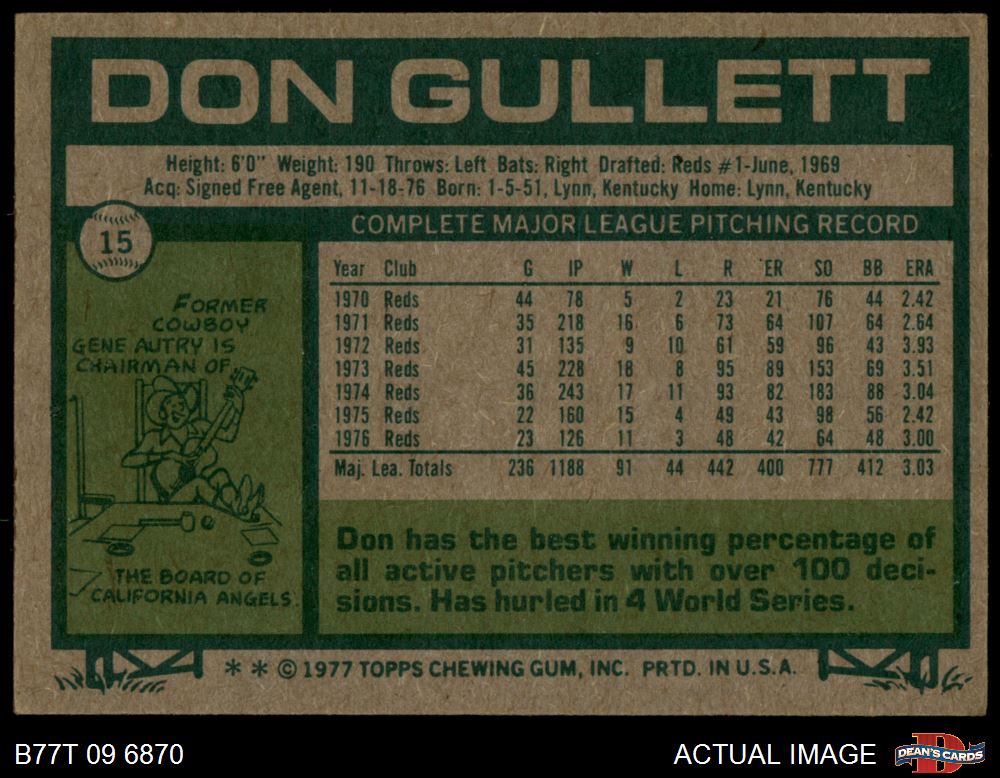 DON GULLETT
Height: 6'0" Weight: 190 Throws: Left Bats: Right Drafted: Reds #1-June, 1969
Acq: Signed Free Agent, 11-18-76 Born: 1-5-51, Lynn, Kentucky Home: Lynn, Kentucky
15
COMPLETE MAJOR LEAGUE PITCHING RECORD
Year Club G IP W L R ER SO BB ERA
1970 Reds 44 78 5 2 23 21 76 44 2.42
1971 Reds 35 218 16 6 73 64 107 64 2.64
1972 Reds 31 135 9 10 61 59 96 43 3.93
1973 Reds 45 228 18 8 95 89 153 69 3.51
1974 Reds 36 243 17 11 93 82 183 88 3.04
1975 Reds 22 160 15 4 49 43 98 56 2.42
1976 Reds 23 126 11 3 48 42 64 48 3.00
Maj. Lea. Totals 236 1188 91 44 442 400 777 412 3.03
FORMER
COWBOY
GENE AUTRY IS
CHAIRMAN OF
THE BOARD OF
CALIFORNIA ANGELS.
Don has the best winning percentage of
all active pitchers with over 100 deci-
sions. Has hurled in 4 World Series.
** © 1977 TOPPS CHEWING GUM, INC. PRTD. IN U.S.A.
B77T 09 6870
ACTUAL IMAGE
D
DEAN'S CARDS